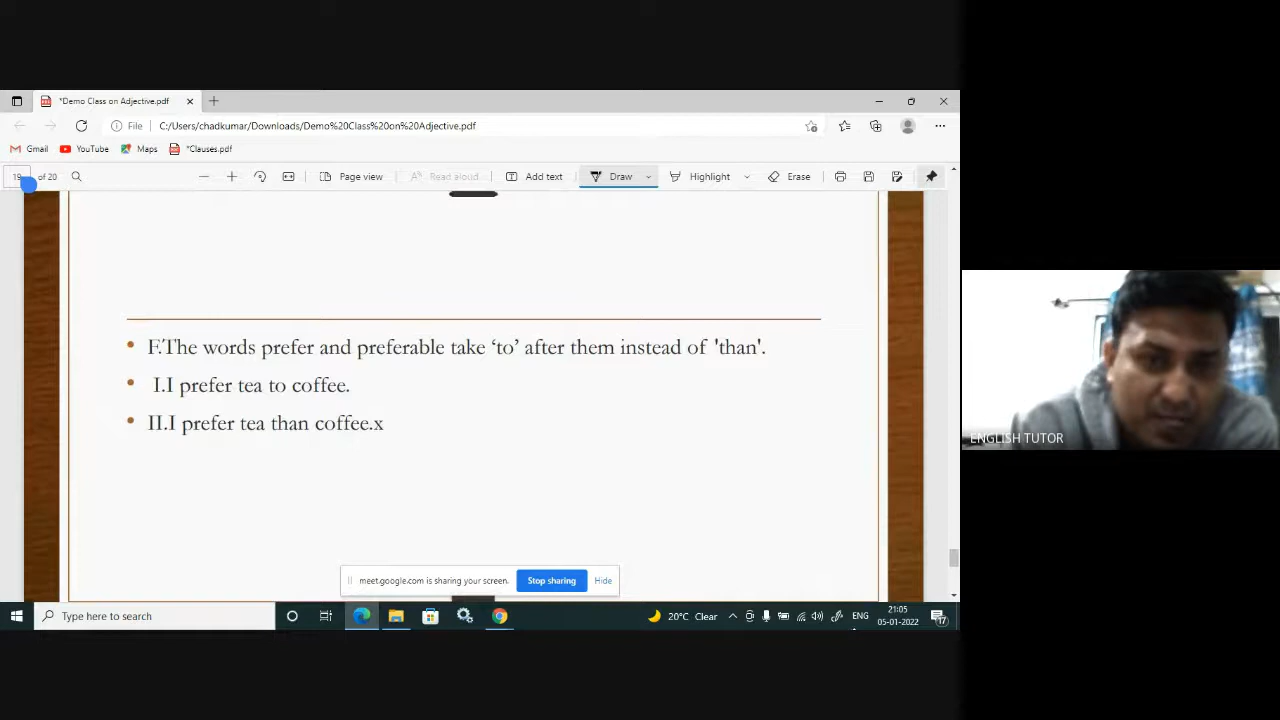 *Demo Class on Adjective.pdf
File C:/Users/chadkumar/Downloads/Demo%20Class%20on%20Adjective.pdf
Gmail YouTube Maps *Clauses.pdf
19 of 20 Page view Read aloud Add text Draw Highlight Erase
F.The words prefer and preferable take ‘to’ after them instead of 'than'.
I.I prefer tea to coffee.
II.I prefer tea than coffee.x
ENGLISH TUTOR
meet.google.com is sharing your screen. Stop sharing Hide
Type here to search 20°C Clear ENG 21:05
05-01-2022 17